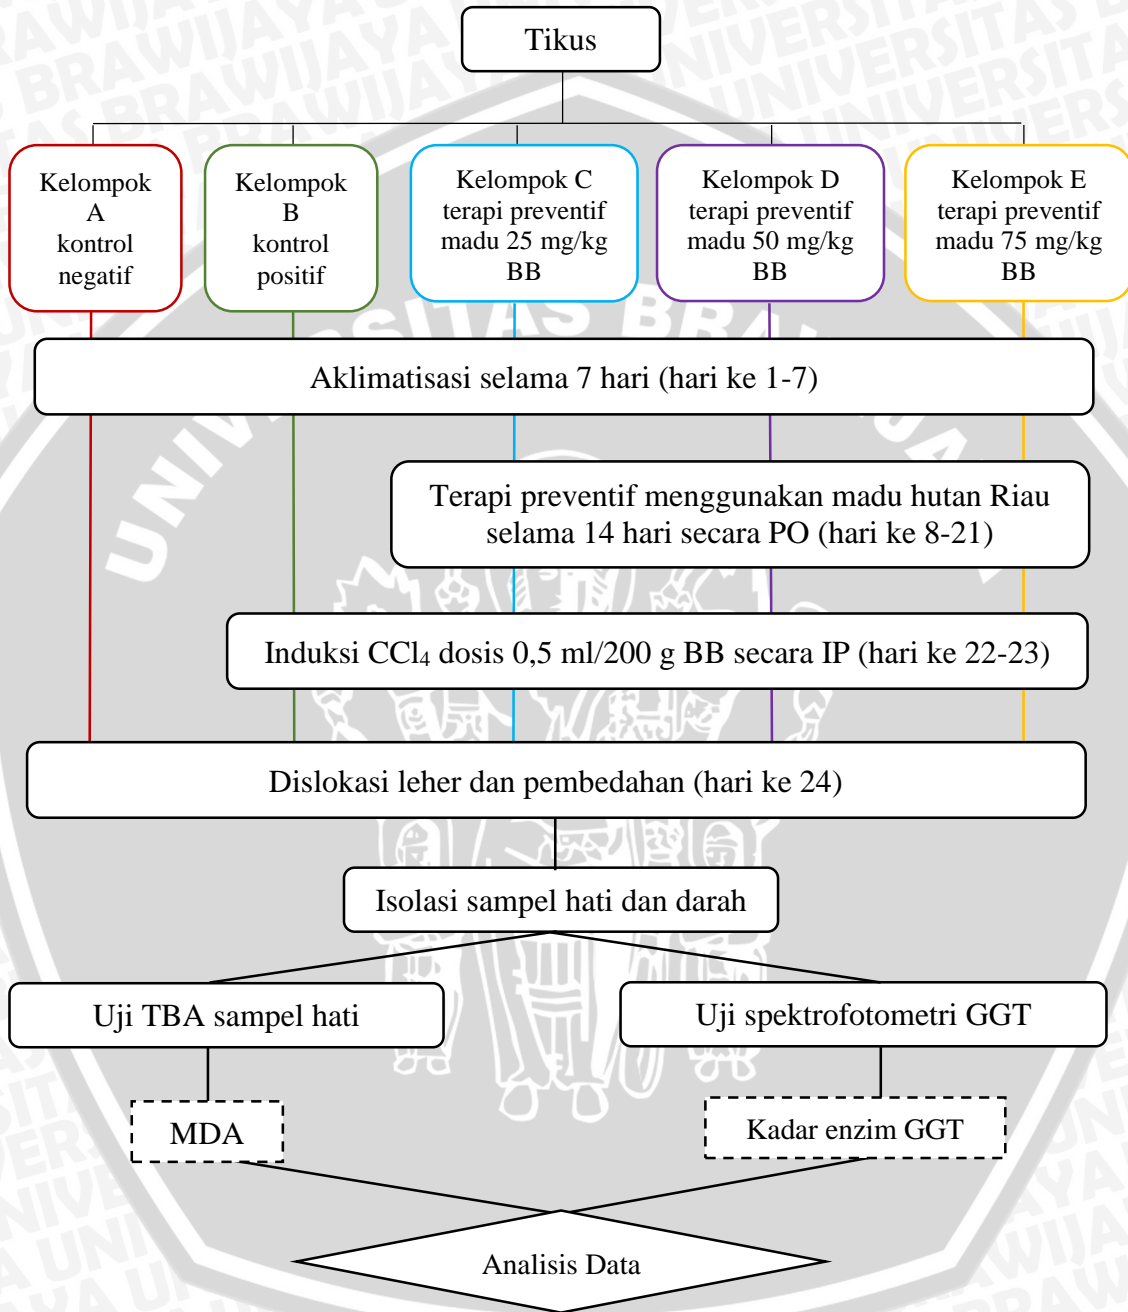 Tikus
Kelompok
A
kontrol
negatif
Kelompok
B
kontrol
positif
Kelompok C
terapi preventif
madu 25 mg/kg
BB
Kelompok D
terapi preventif
madu 50 mg/kg
BB
Kelompok E
terapi preventif
madu 75 mg/kg
BB
Aklimatisasi selama 7 hari (hari ke 1-7)
Terapi preventif menggunakan madu hutan Riau
selama 14 hari secara PO (hari ke 8-21)
Induksi CCl₄ dosis 0,5 ml/200 g BB secara IP (hari ke 22-23)
Dislokasi leher dan pembedahan (hari ke 24)
Isolasi sampel hati dan darah
Uji TBA sampel hati
Uji spektrofotometri GGT
MDA
Kadar enzim GGT
Analisis Data